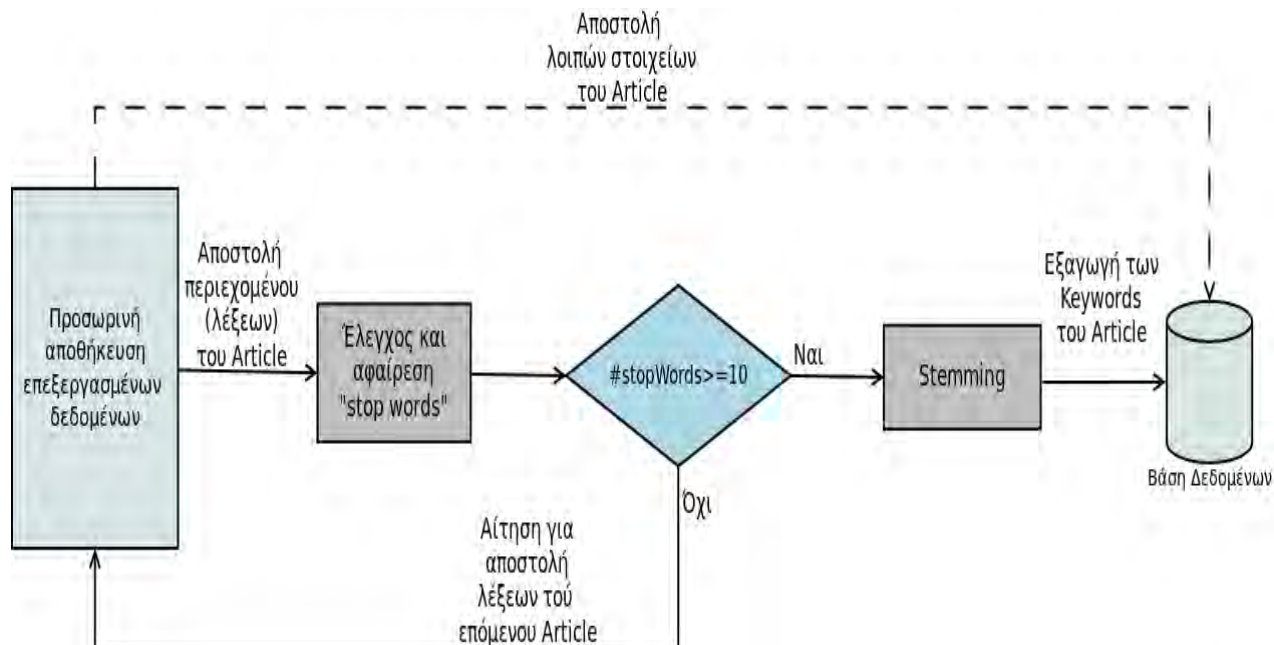 Αποστολή
λοιπών στοιχείων
του Article
Αποστολή
περιεχομένου
(λέξεων)
του Article
Προσωρινή
αποθήκευση
επεξεργασμένων
δεδομένων
Έλεγχος και
αφαίρεση
"stop words"
#stopWords>=10
Ναι
Stemming
Εξαγωγή των
Keywords
του Article
Βάση Δεδομένων
Όχι
Αίτηση για
αποστολή
λέξεων τού
επόμενου Article